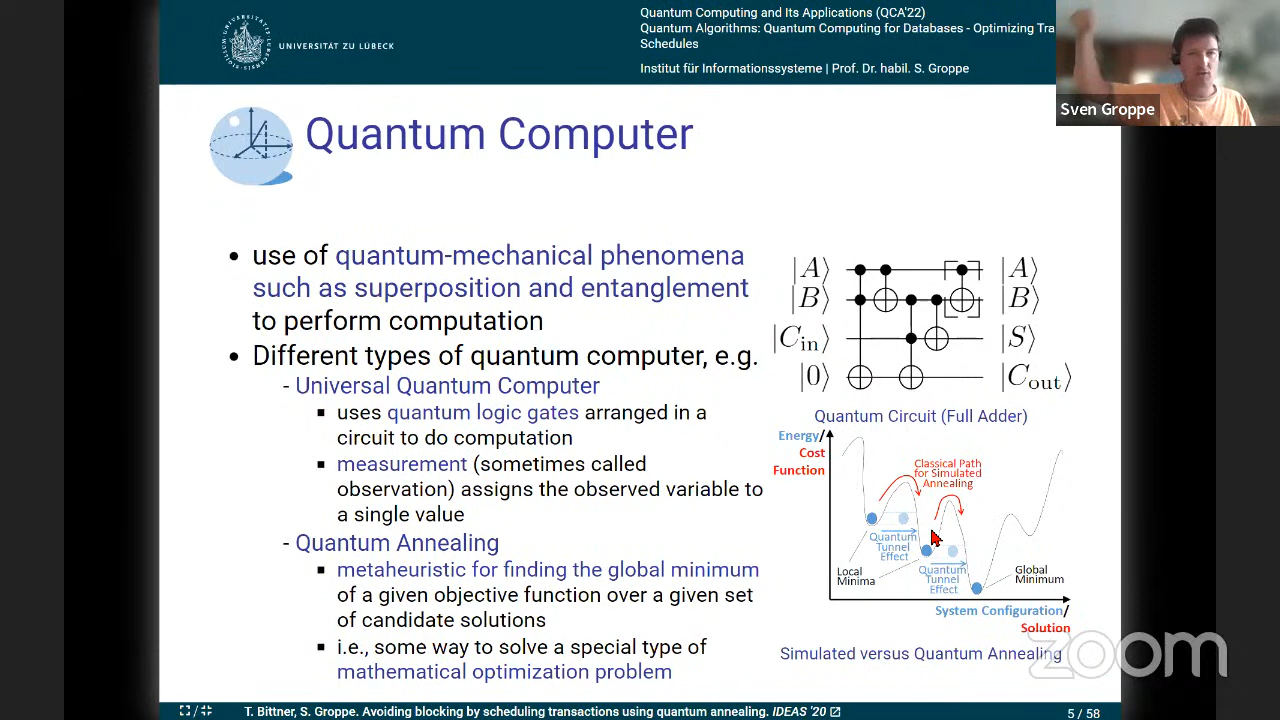 UNIVERSITÄT ZU LÜBECK
Quantum Computing and Its Applications (QCA'22)
Quantum Algorithms: Quantum Computing for Databases - Optimizing Tra
Schedules
Institut für Informationssysteme | Prof. Dr. habil. S. Groppe
Sven Groppe
Quantum Computer
• use of quantum-mechanical phenomena
such as superposition and entanglement
to perform computation
• Different types of quantum computer, e.g.
- Universal Quantum Computer
▪ uses quantum logic gates arranged in a
circuit to do computation
▪ measurement (sometimes called
observation) assigns the observed variable to
a single value
- Quantum Annealing
▪ metaheuristic for finding the global minimum
of a given objective function over a given set
of candidate solutions
▪ i.e., some way to solve a special type of
mathematical optimization problem
|A⟩ |A⟩
|B⟩ |B⟩
|C_in⟩ |S⟩
|0⟩ |C_out⟩
Quantum Circuit (Full Adder)
Energy/
Cost
Function
Classical Path
for Simulated
Annealing
Quantum
Tunnel
Effect
Quantum
Tunnel
Effect
Local
Minima
Global
Minimum
System Configuration/
Solution
Simulated versus Quantum Annealing
zoom
T. Bittner, S. Groppe. Avoiding blocking by scheduling transactions using quantum annealing. IDEAS '20
5 / 58